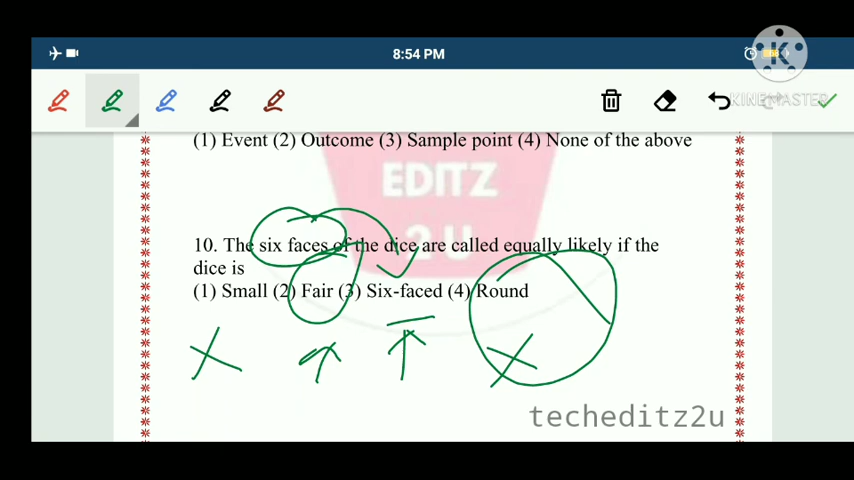 8:54 PM
K
KINEMASTER
(1) Event (2) Outcome (3) Sample point (4) None of the above
EDITZ
2 U
10. The six faces of the dice are called equally likely if the
dice is
(1) Small (2) Fair (3) Six-faced (4) Round
techeditz2u